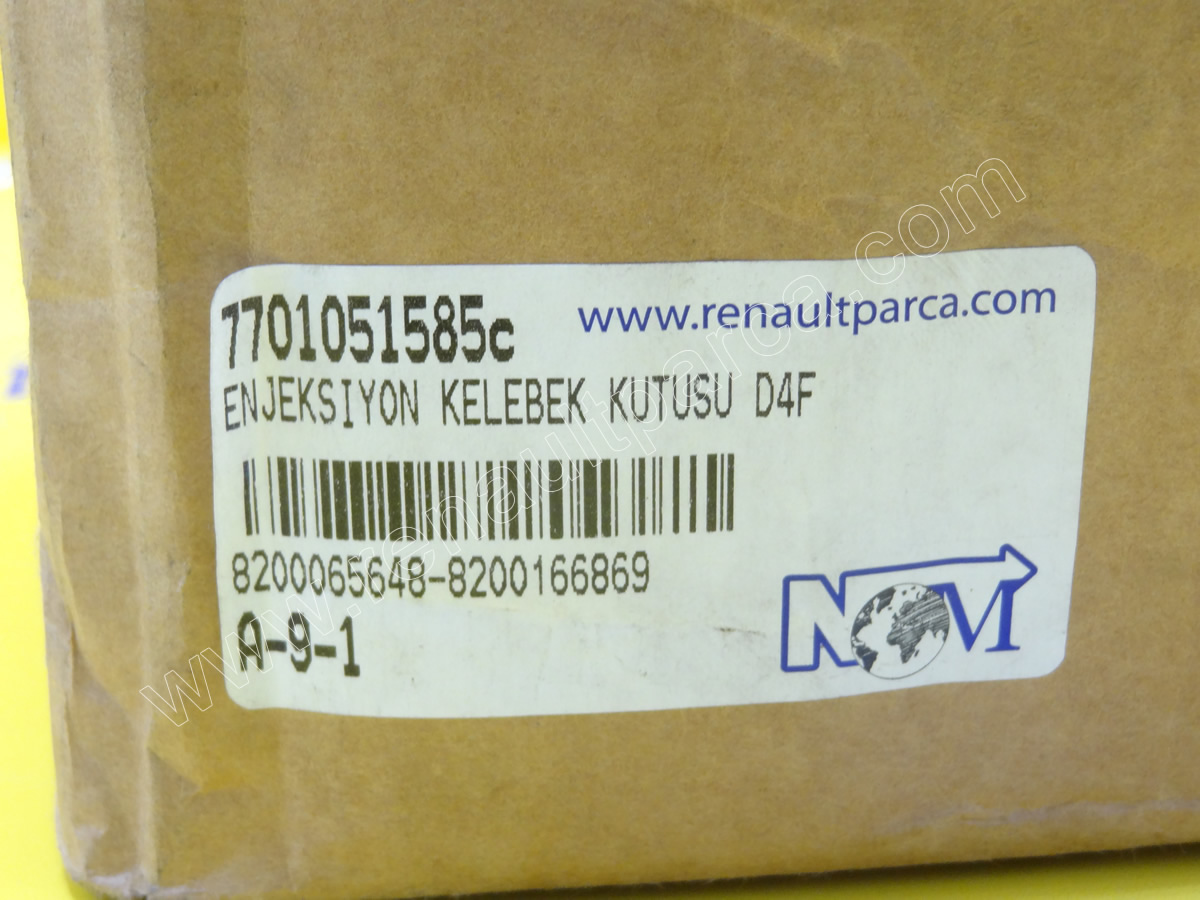 7701051585c
www.renaultparca.com
ENJEKSIYON KELEBEK KUTUSU D4F
8200065648-8200166869
A-9-1
NM
www.renaultparca.com